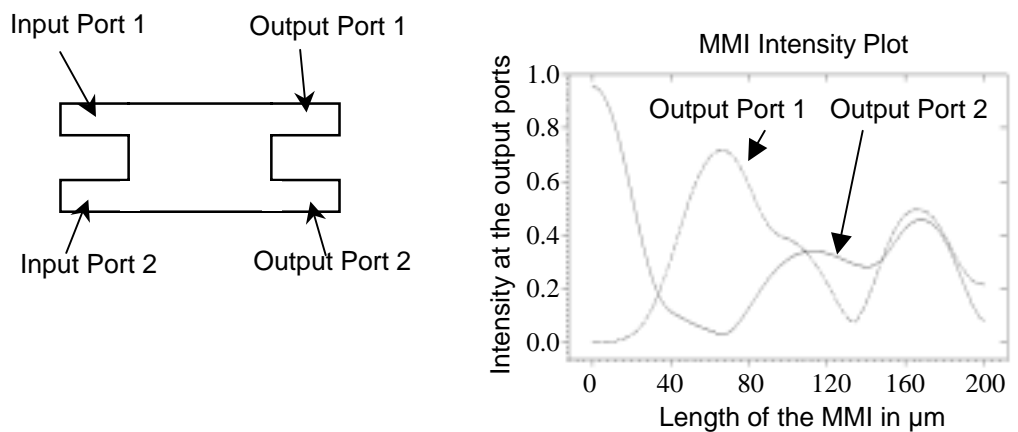 Input Port 1
Output Port 1
Input Port 2
Output Port 2
MMI Intensity Plot
Intensity at the output ports
1.0
0.8
0.6
0.4
0.2
0.0
Output Port 1
Output Port 2
0 40 80 120 160 200
Length of the MMI in µm